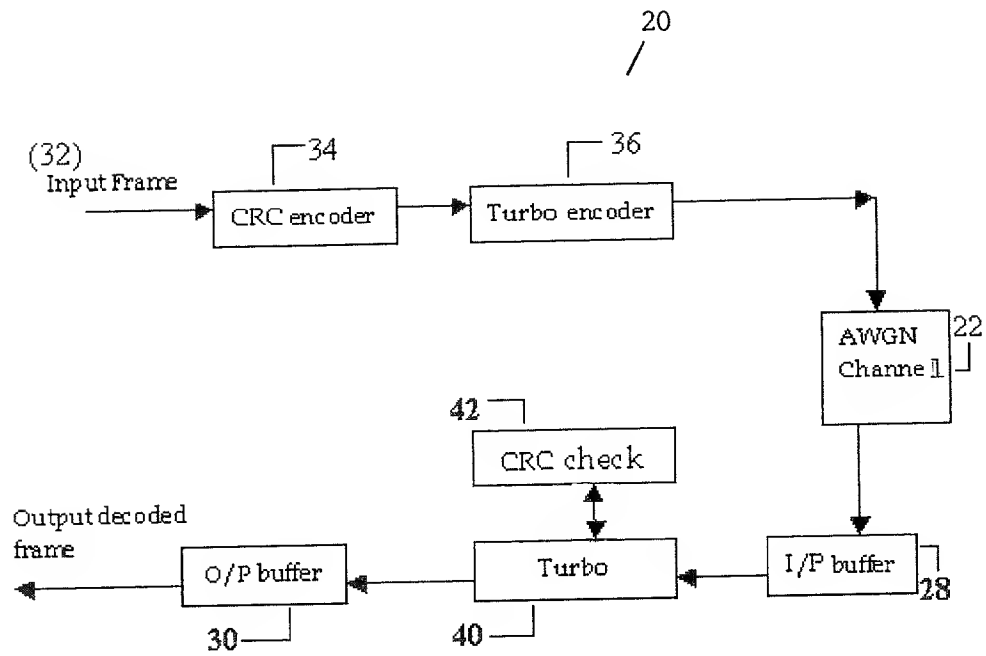 20
(32)
Input Frame
34
36
CRC encoder
Turbo encoder
AWGN
Channel
22
42
CRC check
Output decoded
frame
O/P buffer
Turbo
I/P buffer
28
30
40